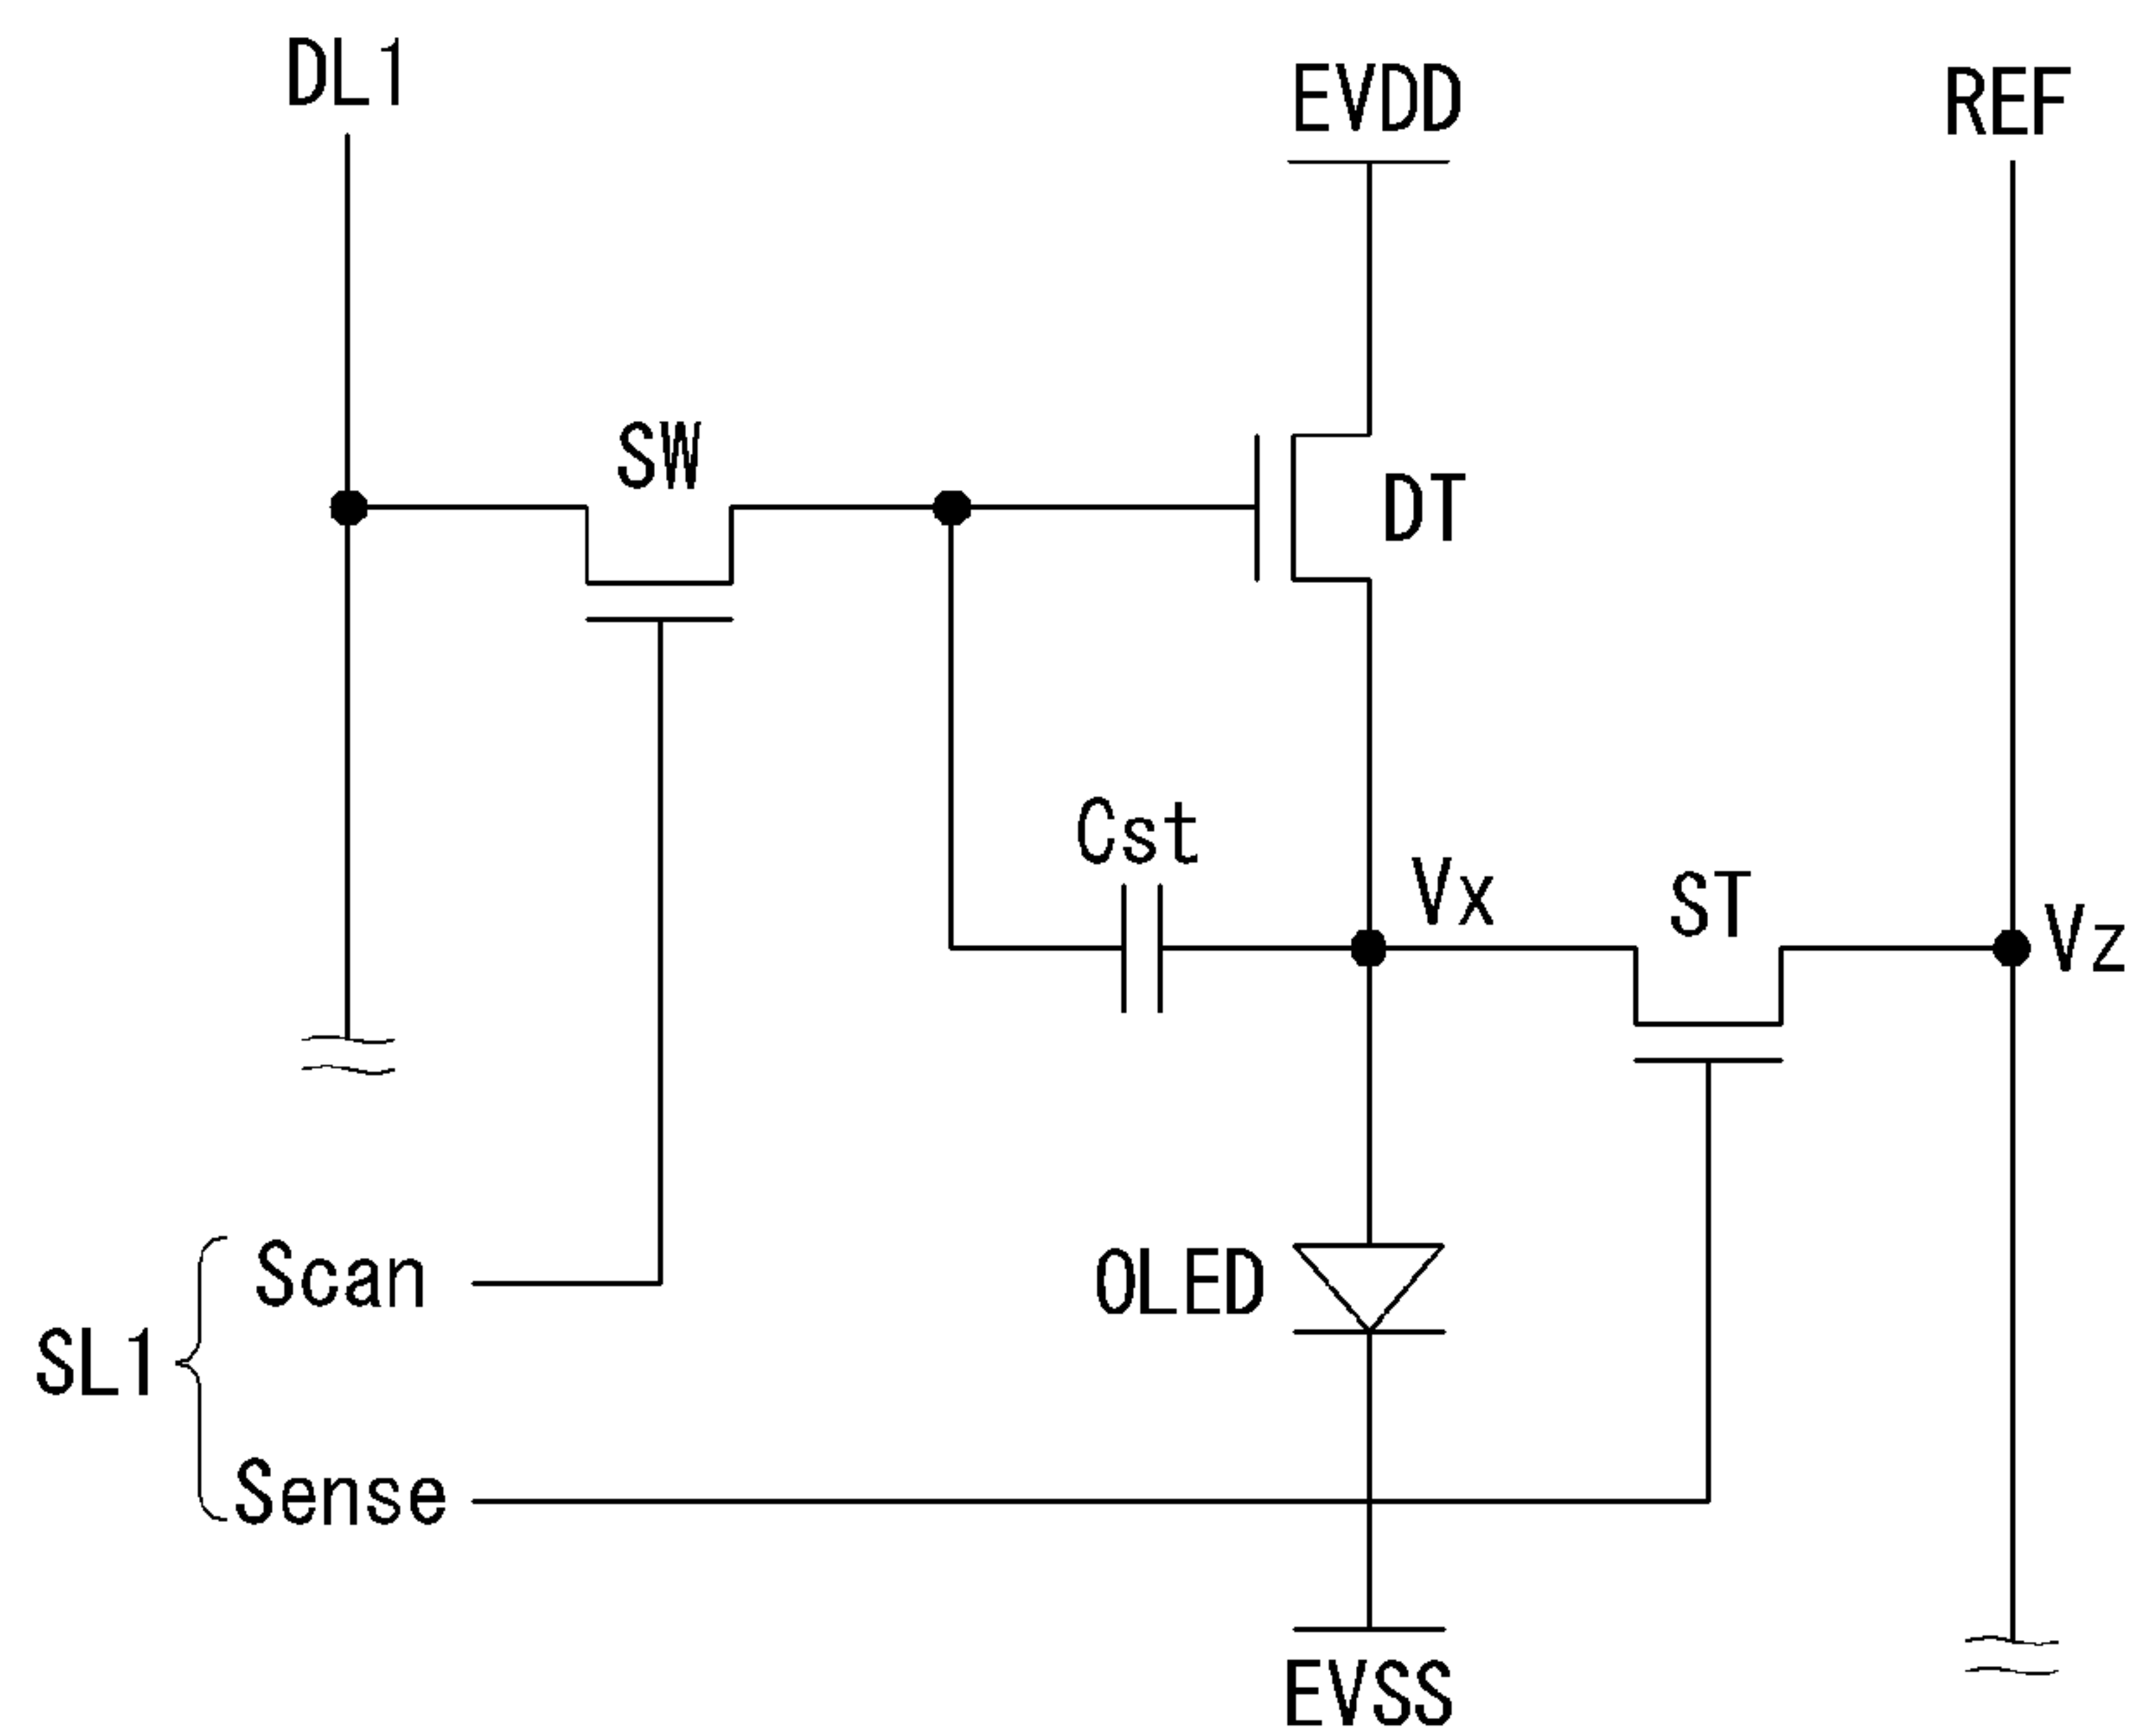 DL1
EVDD
REF
SW
DT
Cst
Vx
ST
Vz
Scan
OLED
SL1
Sense
EVSS